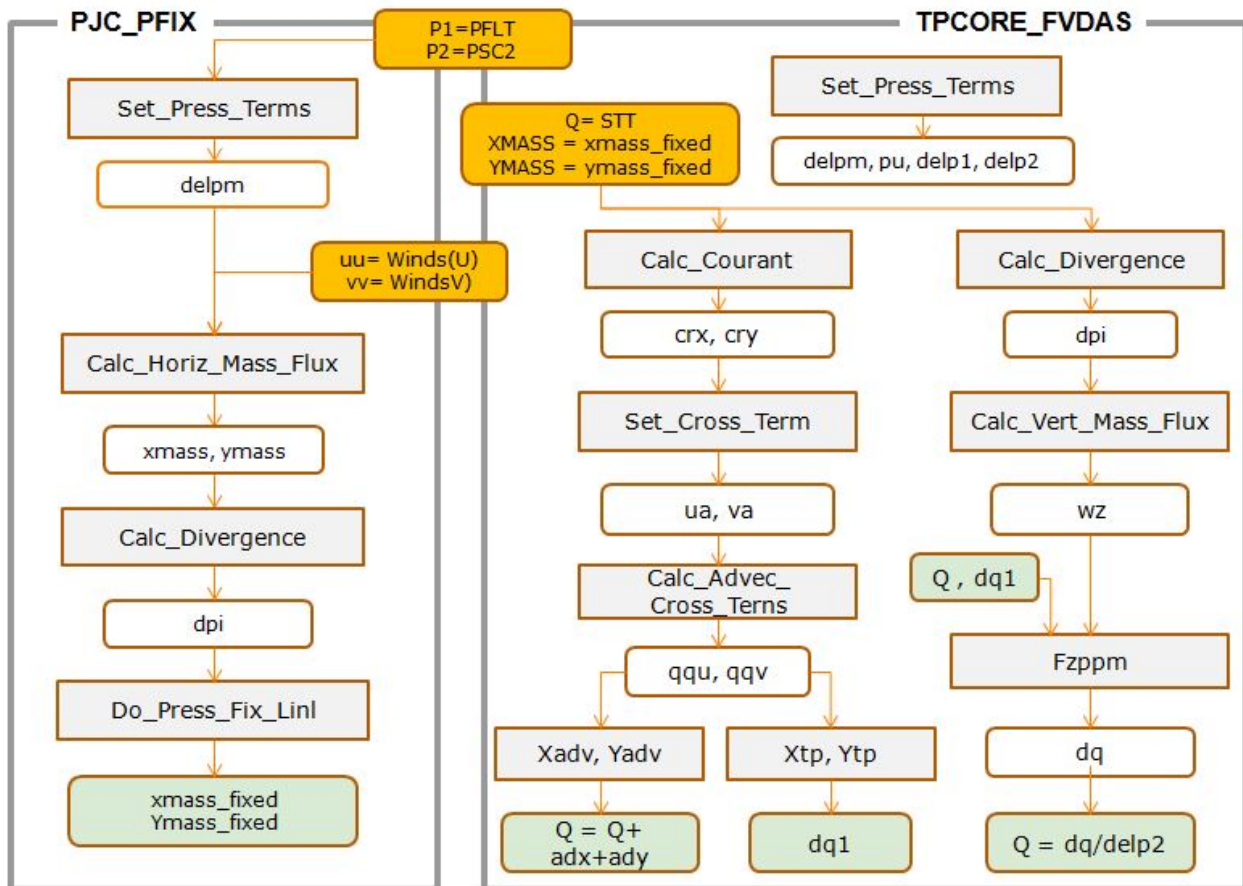 PJC_PFIX
P1=PFLT
P2=PSC2
Set_Press_Terms
delpm
uu= Winds(U)
vv= WindsV)
Calc_Horiz_Mass_Flux
xmass, ymass
Calc_Divergence
dpi
Do_Press_Fix_Linl
xmass_fixed
Ymass_fixed
TPCORE_FVDAS
Set_Press_Terms
delpm, pu, delp1, delp2
Q= STT
XMASS = xmass_fixed
YMASS = ymass_fixed
Calc_Courant
crx, cry
Set_Cross_Term
ua, va
Calc_Advec_
Cross_Terns
qqu, qqv
Xadv, Yadv
Q = Q+
adx+ady
Xtp, Ytp
dq1
Calc_Divergence
dpi
Calc_Vert_Mass_Flux
wz
Q , dq1
Fzppm
dq
Q = dq/delp2